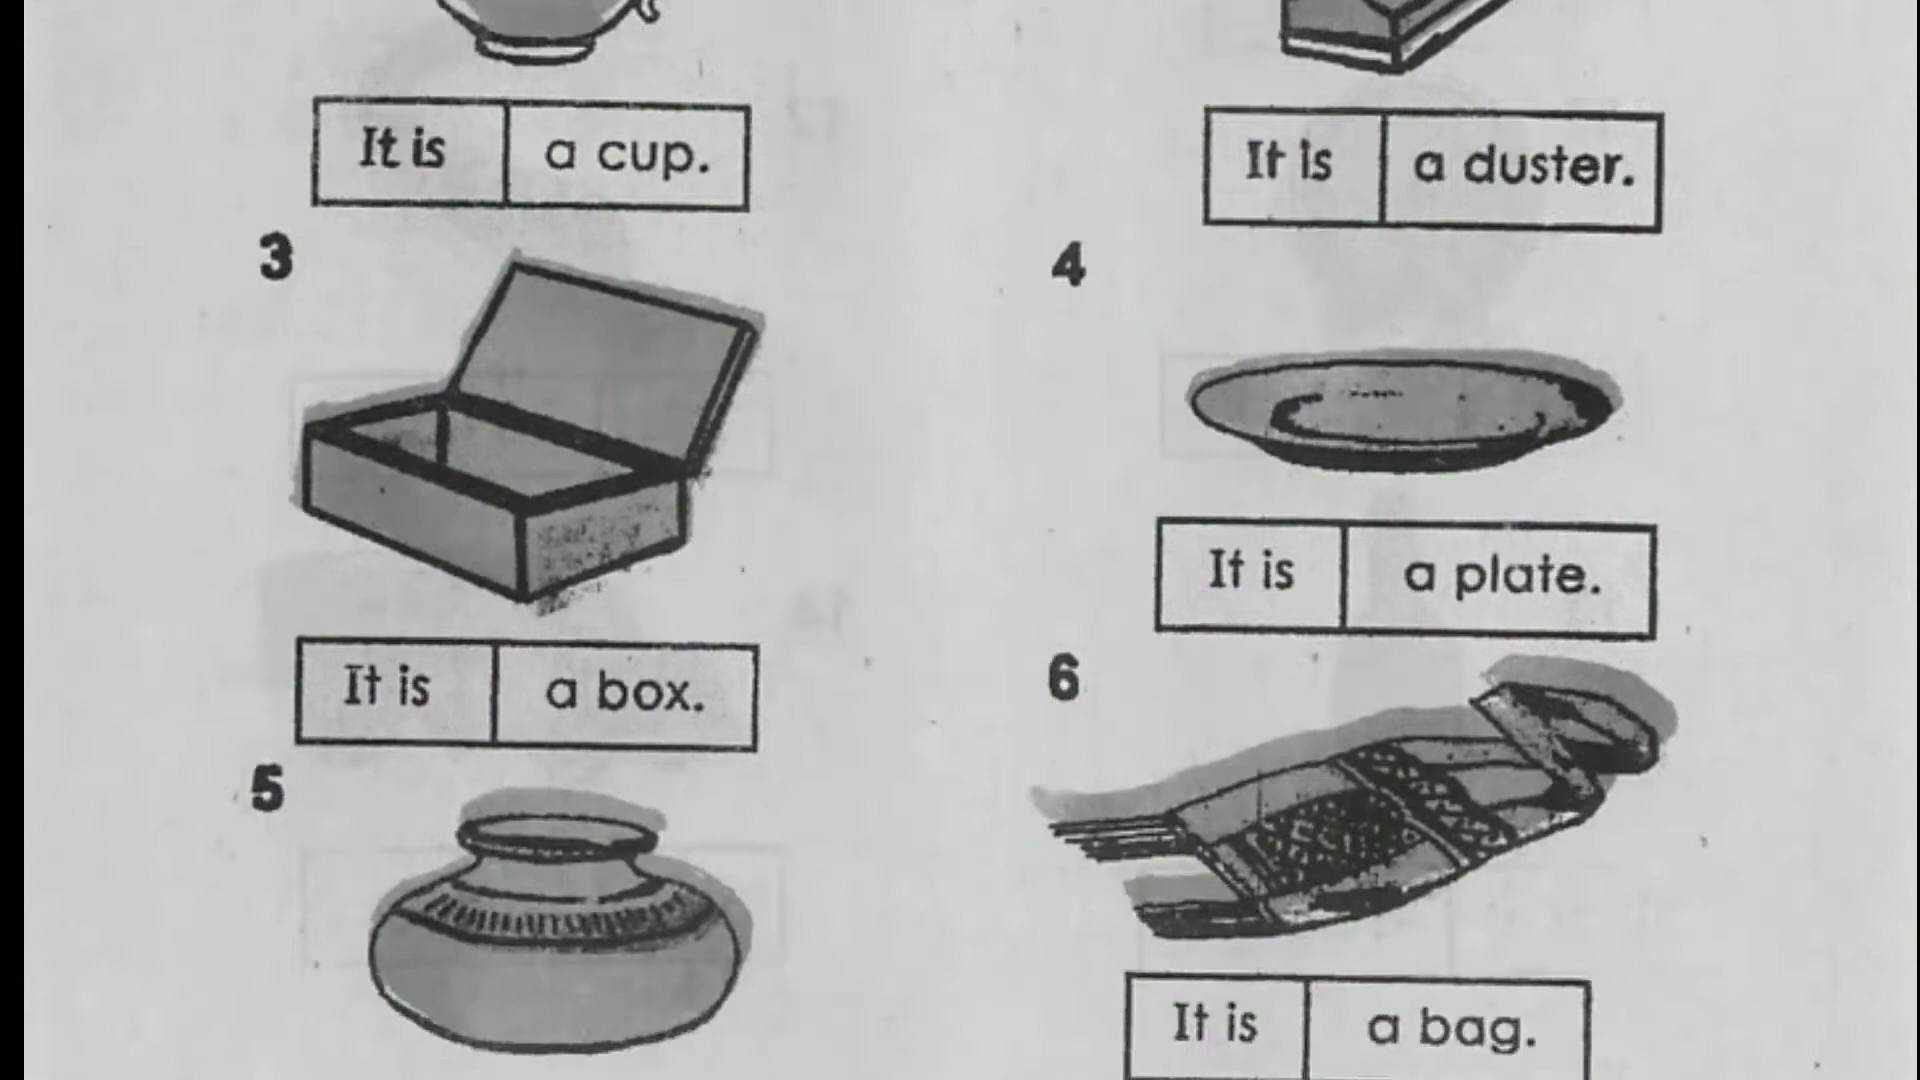 It is a cup.
It is a duster.
3
4
It is a plate.
It is a box.
6
5
It is a bag.